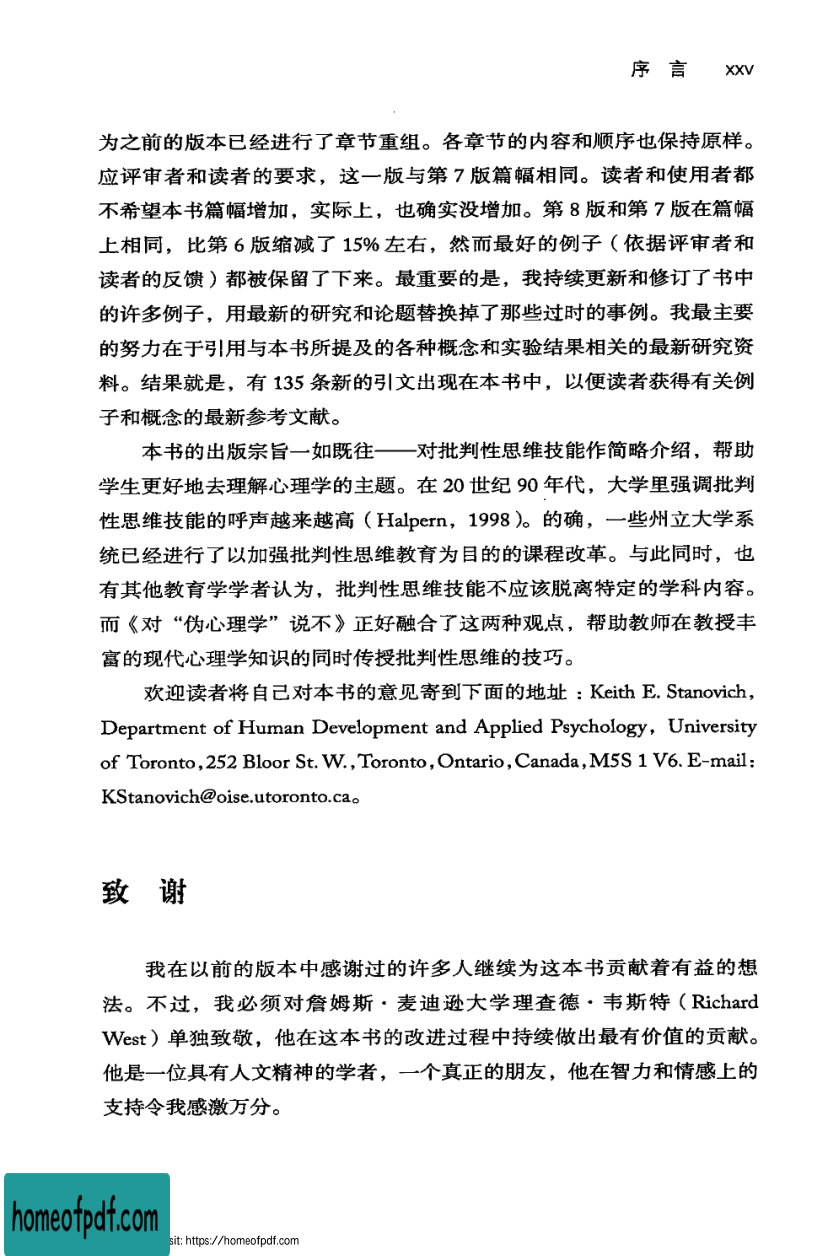 序 言 xxv
为之前的版本已经进行了章节重组。各章节的内容和顺序也保持原样。
应评审者和读者的要求，这一版与第 7 版篇幅相同。读者和使用者都
不希望本书篇幅增加，实际上，也确实没增加。第 8 版和第 7 版在篇幅
上相同，比第 6 版缩减了 15% 左右，然而最好的例子（依据评审者和
读者的反馈）都被保留了下来。最重要的是，我持续更新和修订了书中
的许多例子，用最新的研究和论题替换掉了那些过时的事例。我最主要
的努力在于引用与本书所提及的各种概念和实验结果相关的最新研究资
料。结果就是，有 135 条新的引文出现在本书中，以便读者获得有关例
子和概念的最新参考文献。
本书的出版宗旨一如既往——对批判性思维技能作简略介绍，帮助
学生更好地去理解心理学的主题。在 20 世纪 90 年代，大学里强调批判
性思维技能的呼声越来越高（Halpern，1998）。的确，一些州立大学系
统已经进行了以加强批判性思维教育为目的的课程改革。与此同时，也
有其他教育学学者认为，批判性思维技能不应该脱离特定的学科内容。
而《对“伪心理学”说不》正好融合了这两种观点，帮助教师在教授丰
富的现代心理学知识的同时传授批判性思维的技巧。
欢迎读者将自己对本书的意见寄到下面的地址：Keith E. Stanovich，
Department of Human Development and Applied Psychology，University
of Toronto,252 Bloor St. W.,Toronto,Ontario,Canada,M5S 1 V6. E-mail：
KStanovich@oise.utoronto.ca。
致 谢
我在以前的版本中感谢过的许多人继续为这本书贡献着有益的想
法。不过，我必须对詹姆斯·麦迪逊大学理查德·韦斯特（Richard
West）单独致敬，他在这本书的改进过程中持续做出最有价值的贡献。
他是一位具有人文精神的学者，一个真正的朋友，他在智力和情感上的
支持令我感激万分。
homeofpdf.com
sit: https://homeofpdf.com